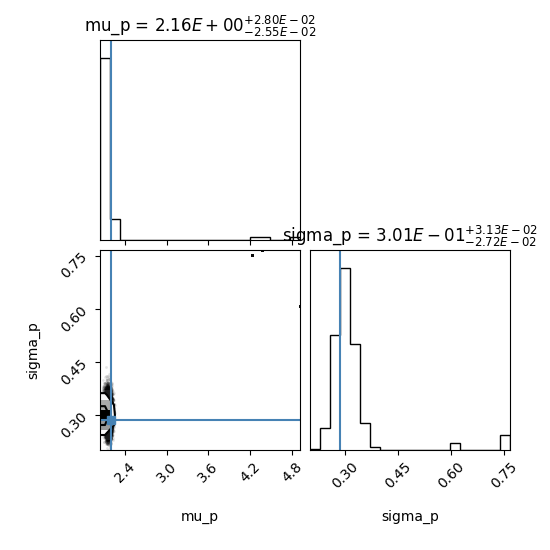 mu_p = 2.16E + 00^{+2.80E-02}_{-2.55E-02}
sigma_p = 3.01E - 01^{+3.13E-02}_{-2.72E-02}
0.75
0.60
0.45
0.30
sigma_p
2.4 3.0 3.6 4.2 4.8
0.30 0.45 0.60 0.75
mu_p
sigma_p